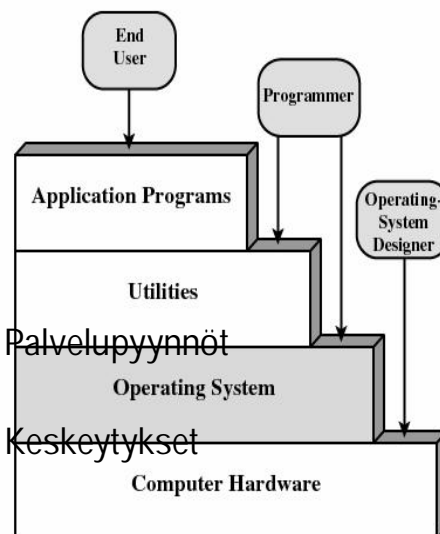 End
User
Programmer
Operating-
System
Designer
Application Programs
Utilities
Palvelupyynnöt
Operating System
Keskeytykset
Computer Hardware